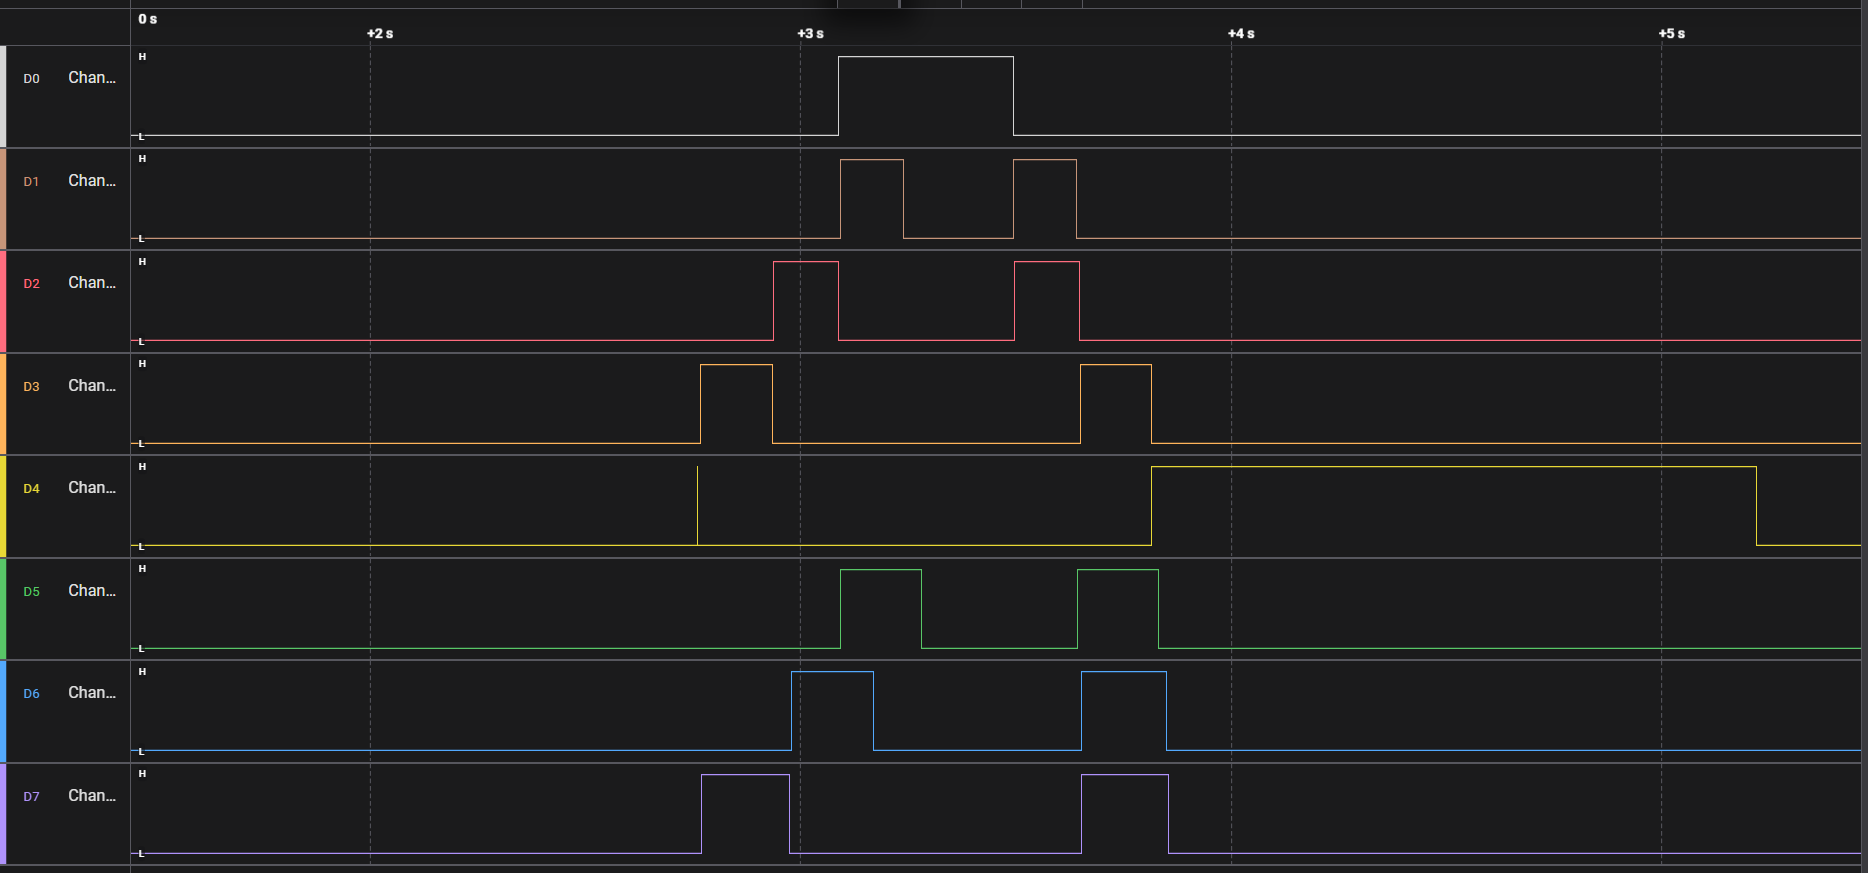 0 s
+2 s +3 s +4 s +5 s
H
D0 Chan...
L
H
D1 Chan...
L
H
D2 Chan...
L
H
D3 Chan...
L
H
D4 Chan...
L
H
D5 Chan...
L
H
D6 Chan...
L
H
D7 Chan...
L